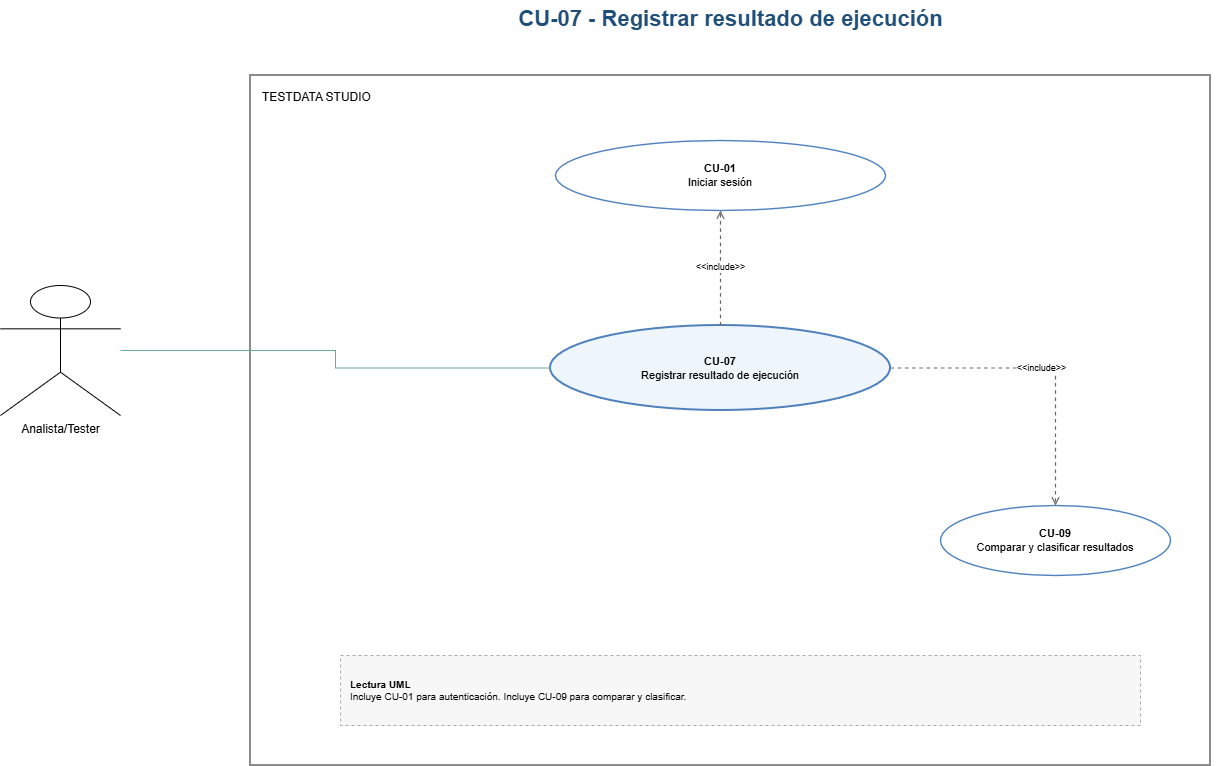 CU-07 - Registrar resultado de ejecución
TESTDATA STUDIO
CU-01
Iniciar sesión
<<include>>
CU-07
Registrar resultado de ejecución
<<include>>
Analista/Tester
CU-09
Comparar y clasificar resultados
Lectura UML
Incluye CU-01 para autenticación. Incluye CU-09 para comparar y clasificar.